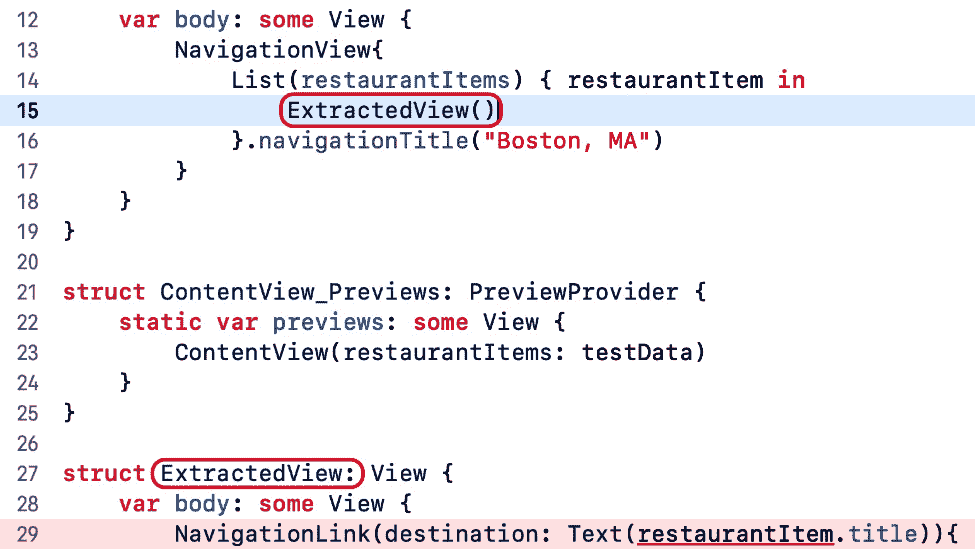 12 var body: some View {
13 NavigationView{
14 List(restaurantItems) { restaurantItem in
15 ExtractedView()
16 }.navigationTitle("Boston, MA")
17 }
18 }
19 }
20
21 struct ContentView_Previews: PreviewProvider {
22 static var previews: some View {
23 ContentView(restaurantItems: testData)
24 }
25 }
26
27 struct ExtractedView: View {
28 var body: some View {
29 NavigationLink(destination: Text(restaurantItem.title)){